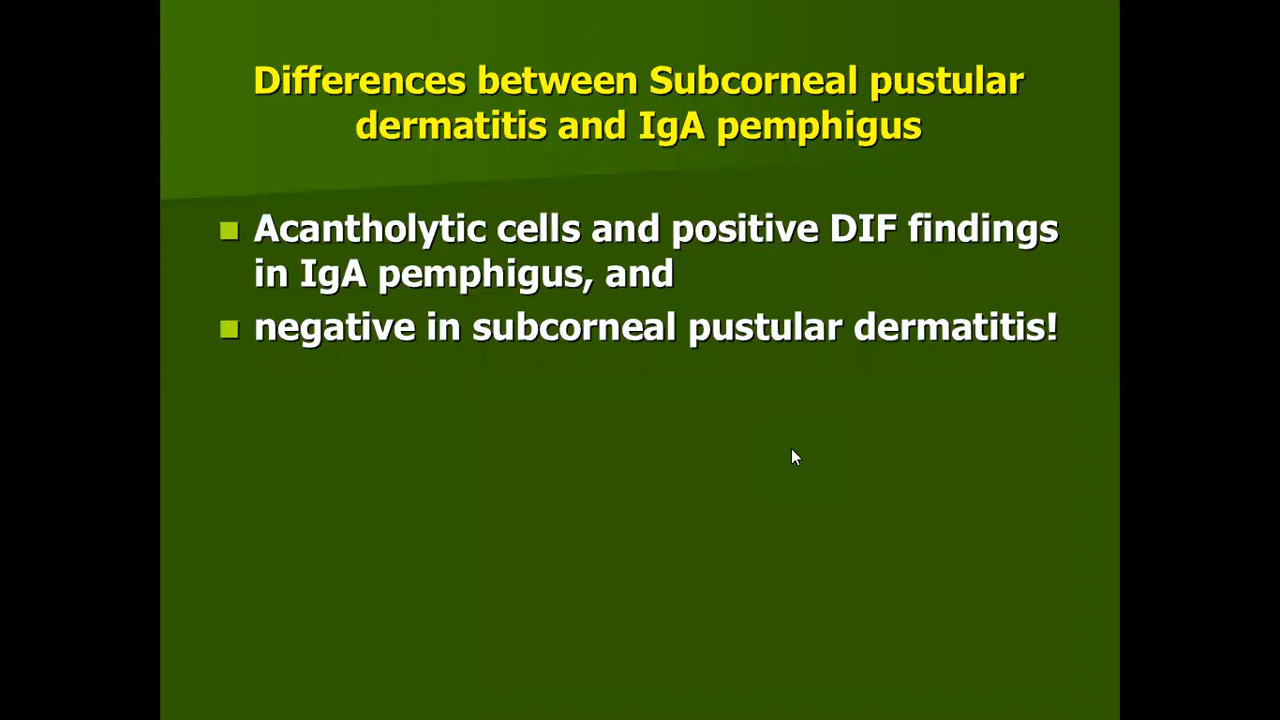 Differences between Subcorneal pustular
dermatitis and IgA pemphigus
Acantholytic cells and positive DIF findings
in IgA pemphigus, and
negative in subcorneal pustular dermatitis!